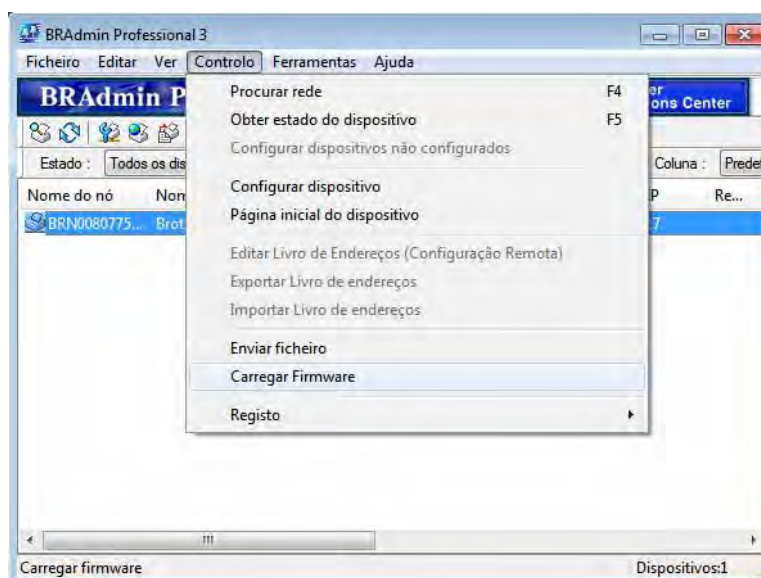 BRAdmin Professional 3
Ficheiro Editar Ver Controlo Ferramentas Ajuda
BRAdmin P
ons Center
Estado : Todos os dis
Coluna : Predet
Nome do nó Non
P Re...
BRN0080775... Brot
7
Procurar rede F4
Obter estado do dispositivo F5
Configurar dispositivos não configurados
Configurar dispositivo
Página inicial do dispositivo
Editar Livro de Endereços (Configuração Remota)
Exportar Livro de endereços
Importar Livro de endereços
Enviar ficheiro
Carregar Firmware
Registo
Carregar firmware Dispositivos:1